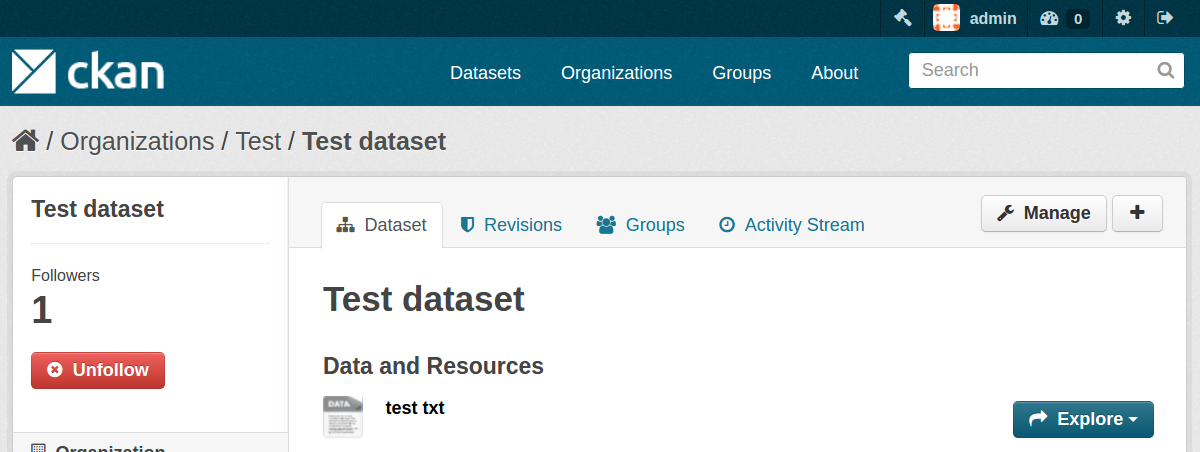 admin 0
ckan Datasets Organizations Groups About Search
/ Organizations / Test / Test dataset
Test dataset
Followers
1
Unfollow
Organization
Dataset Revisions Groups Activity Stream Manage
Test dataset
Data and Resources
DATA test txt Explore